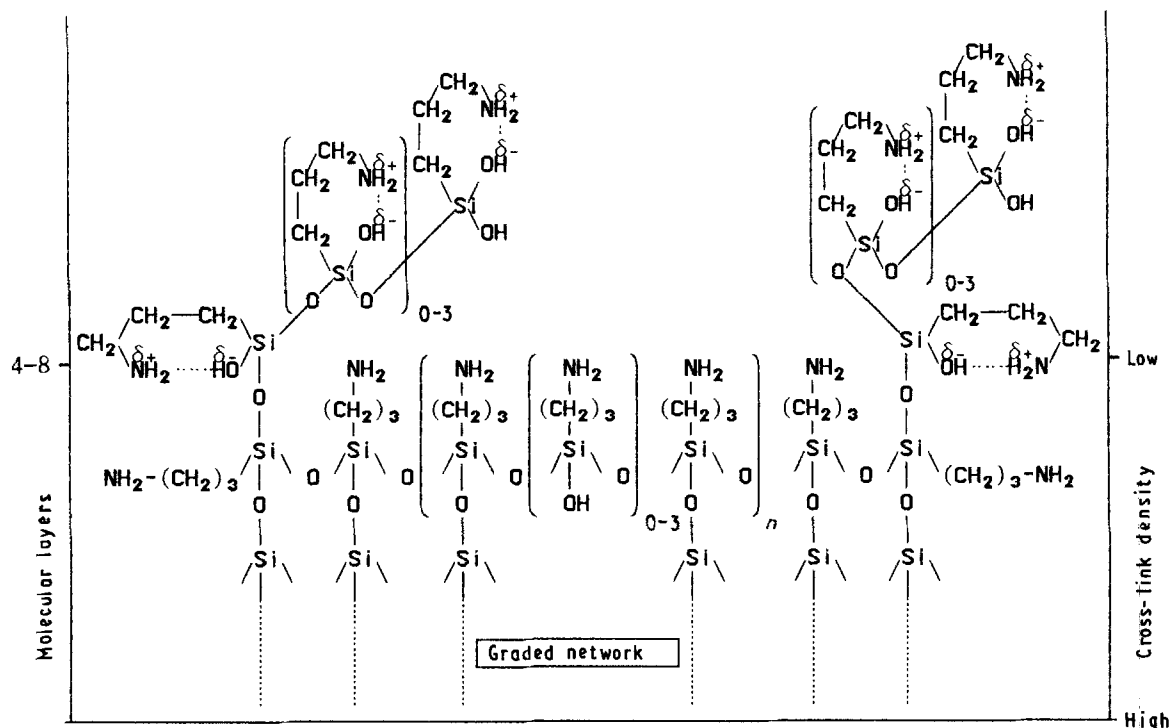 CH₂ CH₂
CH₂ δ+ CH₂ δ+
NH₂ NH₂
CH₂ CH₂
δ- δ-
CH₂ OH CH₂ OH
Si Si
OH OH
CH₂ CH₂
CH₂ δ+ CH₂ δ+
NH₂ NH₂
δ- δ-
CH₂ OH CH₂ OH
Si Si
O O O O
0-3 0-3
CH₂ CH₂ Si Si CH₂ CH₂
CH₂ δ+ δ- δ- δ+ CH₂
NH₂ HO OH H₂N
4-8 Low
NH₂ NH₂ NH₂ NH₂ NH₂
O (CH₂)₃ (CH₂)₃ (CH₂)₃ (CH₂)₃ (CH₂)₃ O
Si Si Si Si Si Si Si
NH₂-(CH₂)₃ O O O O O O (CH₂)₃-NH₂
O O O OH O O O
0-3 n
Si Si Si Si Si Si
Graded network
High
Molecular layers
Cross-link density